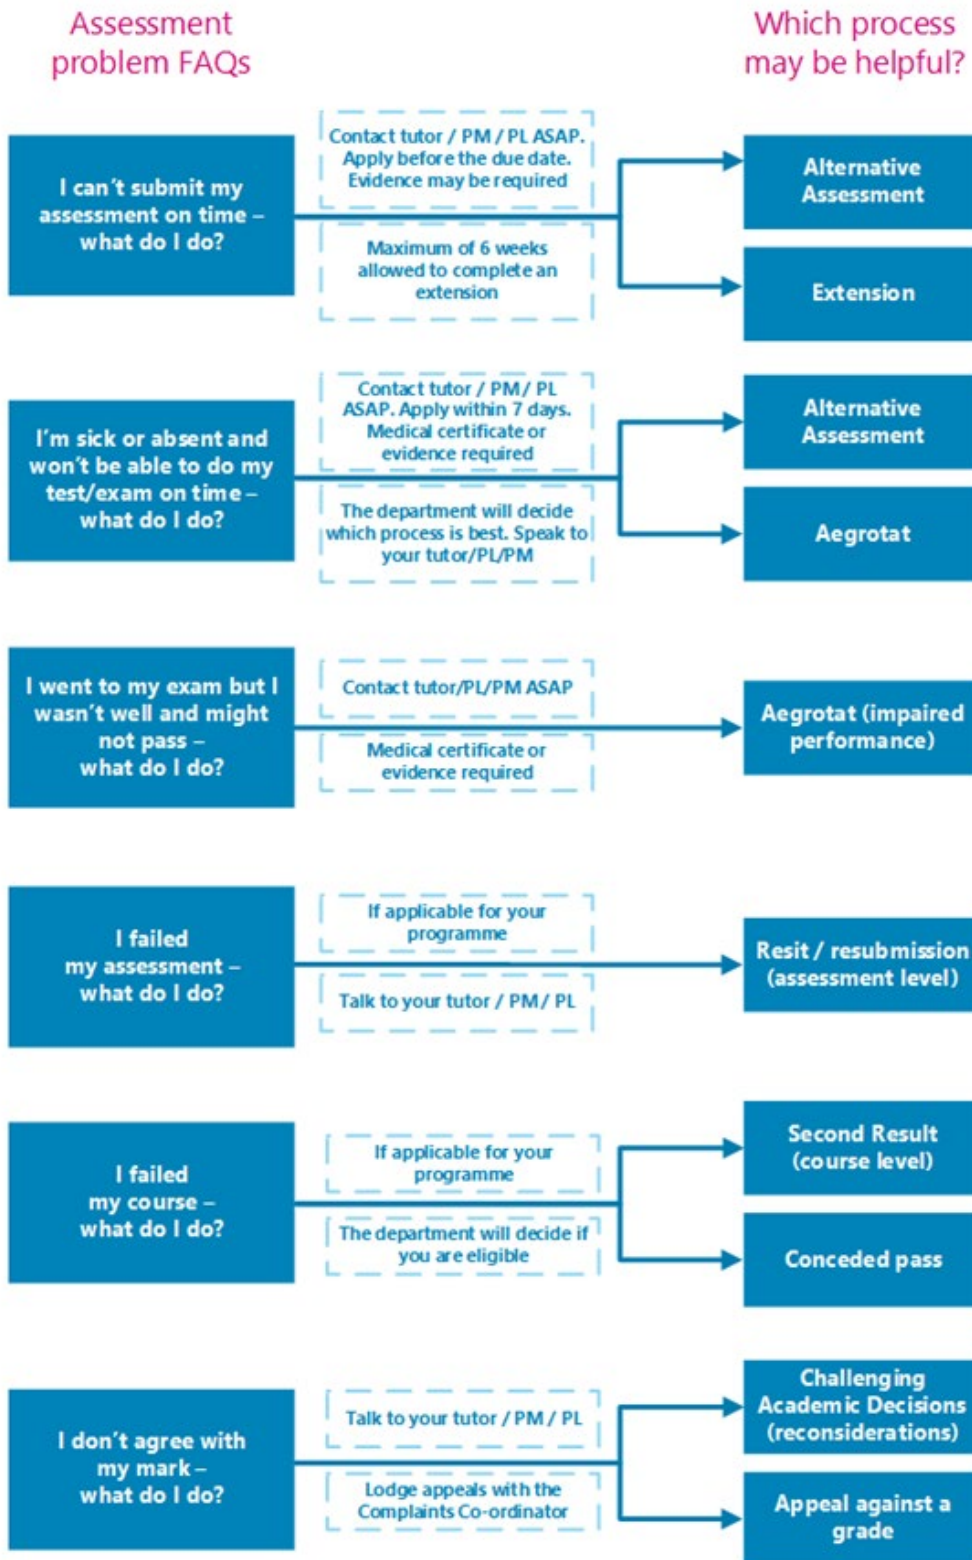 Assessment
problem FAQs
Which process
may be helpful?
I can't submit my
assessment on time –
what do I do?
Contact tutor / PM / PL ASAP.
Apply before the due date.
Evidence may be required
Maximum of 6 weeks
allowed to complete an
extension
Alternative
Assessment
Extension
I'm sick or absent and
won't be able to do my
test/exam on time –
what do I do?
Contact tutor / PM / PL
ASAP. Apply within 7 days.
Medical certificate or
evidence required
The department will decide
which process is best. Speak to
your tutor/PL/PM
Alternative
Assessment
Aegrotat
I went to my exam but I
wasn't well and might
not pass –
what do I do?
Contact tutor/PL/PM ASAP
Medical certificate or
evidence required
Aegrotat (impaired
performance)
I failed
my assessment –
what do I do?
If applicable for your
programme
Talk to your tutor / PM / PL
Resit / resubmission
(assessment level)
I failed
my course –
what do I do?
If applicable for your
programme
The department will decide if
you are eligible
Second Result
(course level)
Conceded pass
I don't agree with
my mark –
what do I do?
Talk to your tutor / PM / PL
Lodge appeals with the
Complaints Co-ordinator
Challenging
Academic Decisions
(reconsiderations)
Appeal against a
grade